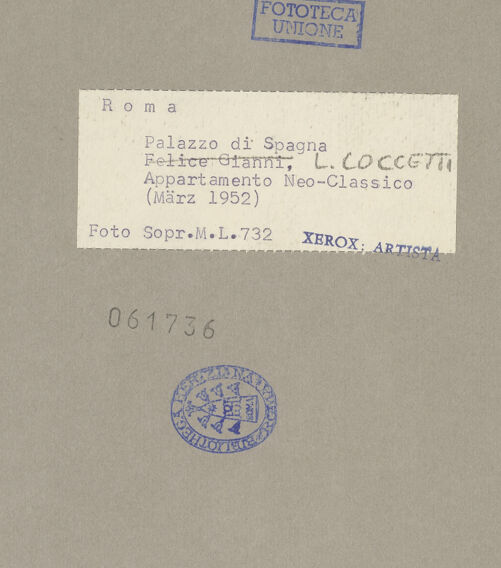 FOTOTECA
UNIONE
Roma
Palazzo di Spagna
Felice Gianni, L. COCCETTI
Appartamento Neo-Classico
(März 1952)
Foto Sopr.M.L.732
XEROX: ARTISTA
061736
ROMA